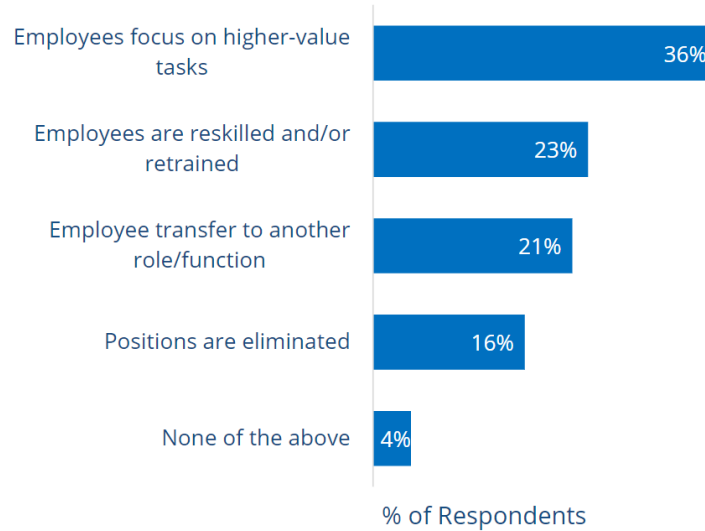 Employees focus on higher-value
tasks
36%
Employees are reskilled and/or
retrained
23%
Employee transfer to another
role/function
21%
Positions are eliminated
16%
None of the above
4%
% of Respondents